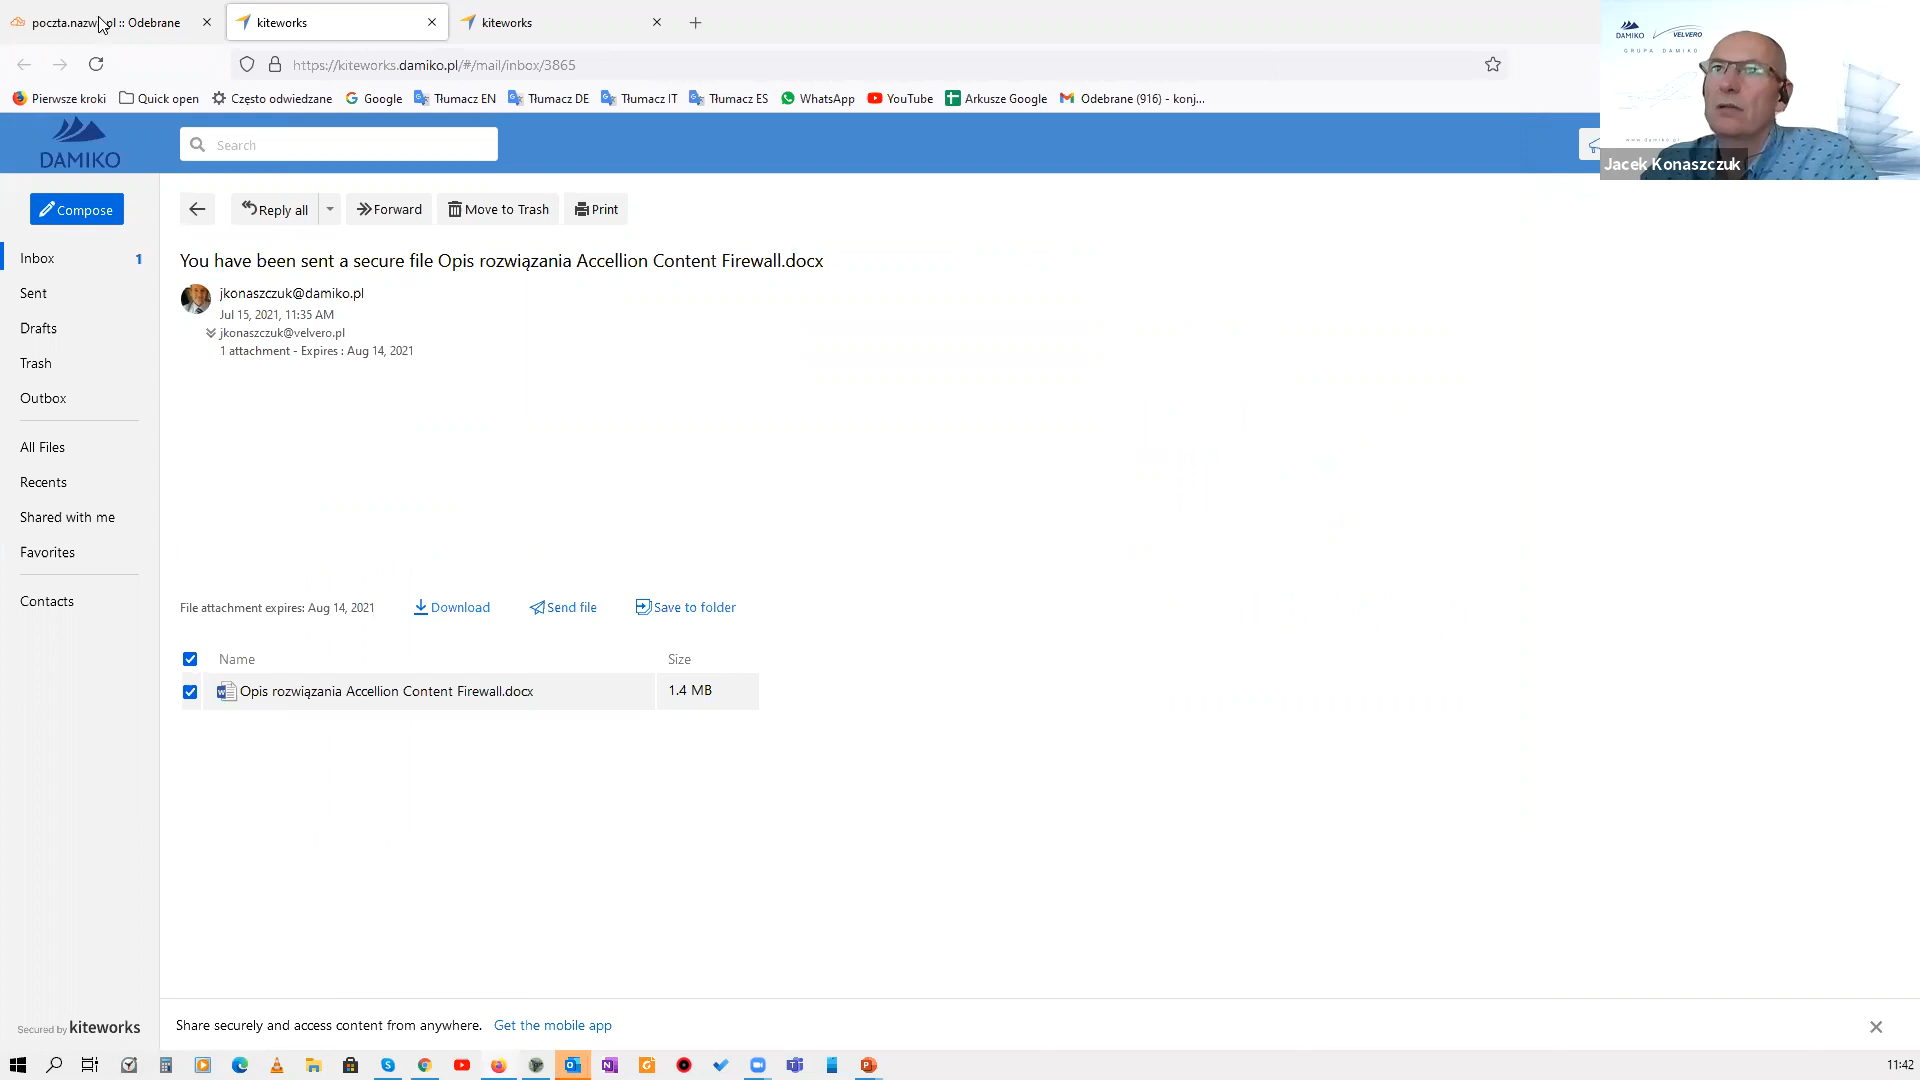 poczta.nazwa.pl :: Odebrane
kiteworks
kiteworks
https://kiteworks.damiko.pl/#/mail/inbox/3865
Pierwsze kroki
Quick open
Często odwiedzane
Google
Tłumacz EN
Tłumacz DE
Tłumacz IT
Tłumacz ES
WhatsApp
YouTube
Arkusze Google
Odebrane (916) - konj...
DAMIKO
Search
DAMIKO
VELVERO
GRUPA DAMIKO
Jacek Konaszczuk
Compose
Reply all
Forward
Move to Trash
Print
Inbox 1
Sent
Drafts
Trash
Outbox
All Files
Recents
Shared with me
Favorites
Contacts
You have been sent a secure file Opis rozwiązania Accellion Content Firewall.docx
jkonaszczuk@damiko.pl
Jul 15, 2021, 11:35 AM
jkonaszczuk@velvero.pl
1 attachment - Expires : Aug 14, 2021
File attachment expires: Aug 14, 2021
Download
Send file
Save to folder
Name Size
Opis rozwiązania Accellion Content Firewall.docx 1.4 MB
Secured by kiteworks
Share securely and access content from anywhere. Get the mobile app
11:42